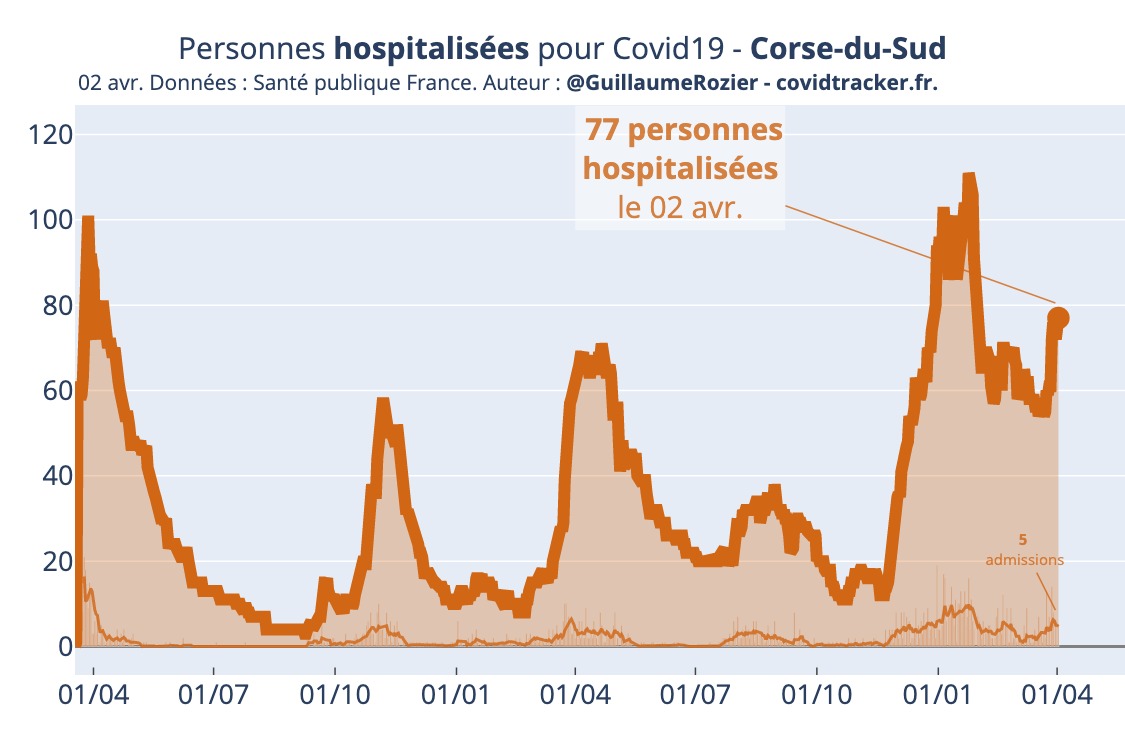 Personnes hospitalisées pour Covid19 - Corse-du-Sud
02 avr. Données : Santé publique France. Auteur : @GuillaumeRozier - covidtracker.fr.
120
77 personnes
hospitalisées
le 02 avr.
100
80
60
40
5
admissions
20
0
01/04 01/07 01/10 01/01 01/04 01/07 01/10 01/01 01/04